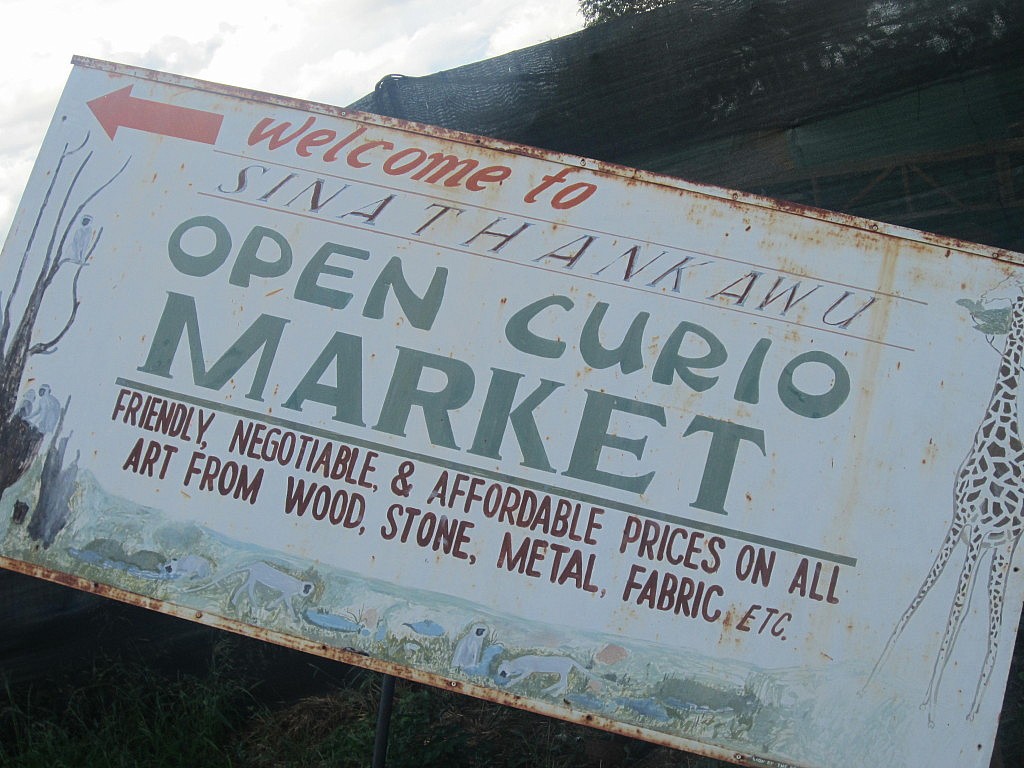 welcome to
SINATHANKAWU
OPEN CURIO
MARKET
FRIENDLY, NEGOTIABLE, & AFFORDABLE PRICES ON ALL
ART FROM WOOD, STONE, METAL, FABRIC, ETC.